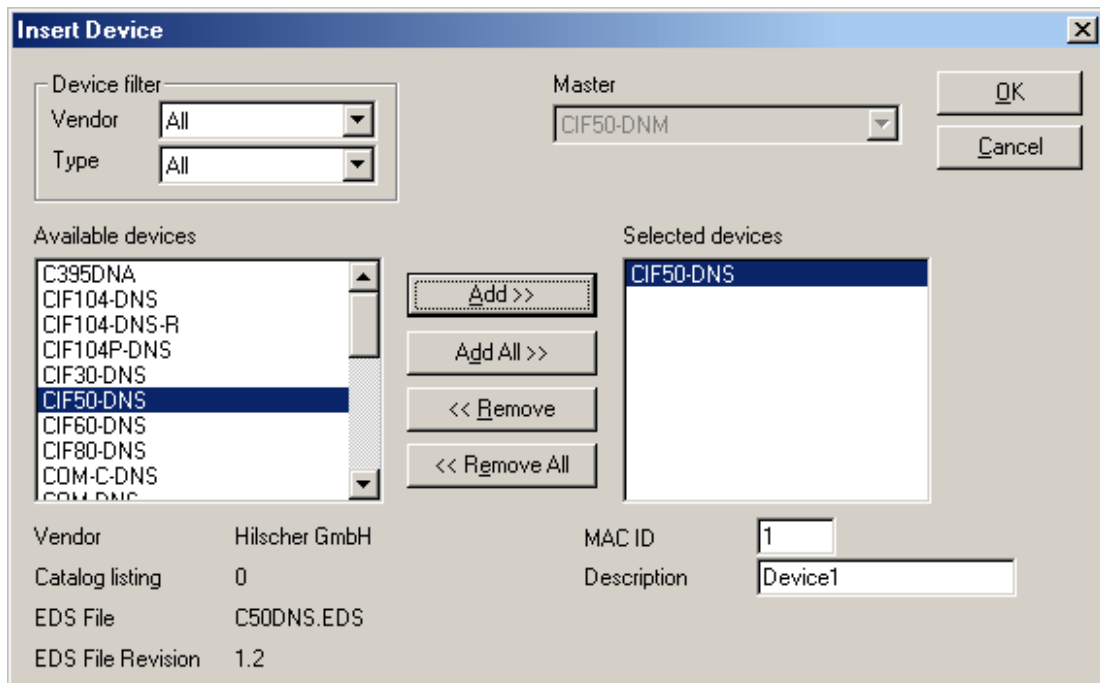 Insert Device
Device filter
Vendor All
Type All
Master
CIF50-DNM
OK
Cancel
Available devices
C395DNA
CIF104-DNS
CIF104-DNS-R
CIF104P-DNS
CIF30-DNS
CIF50-DNS
CIF60-DNS
CIF80-DNS
COM-C-DNS
COM-DNS
Add >>
Add All >>
<< Remove
<< Remove All
Selected devices
CIF50-DNS
Vendor Hilscher GmbH
Catalog listing 0
EDS File C50DNS.EDS
EDS File Revision 1.2
MAC ID 1
Description Device1